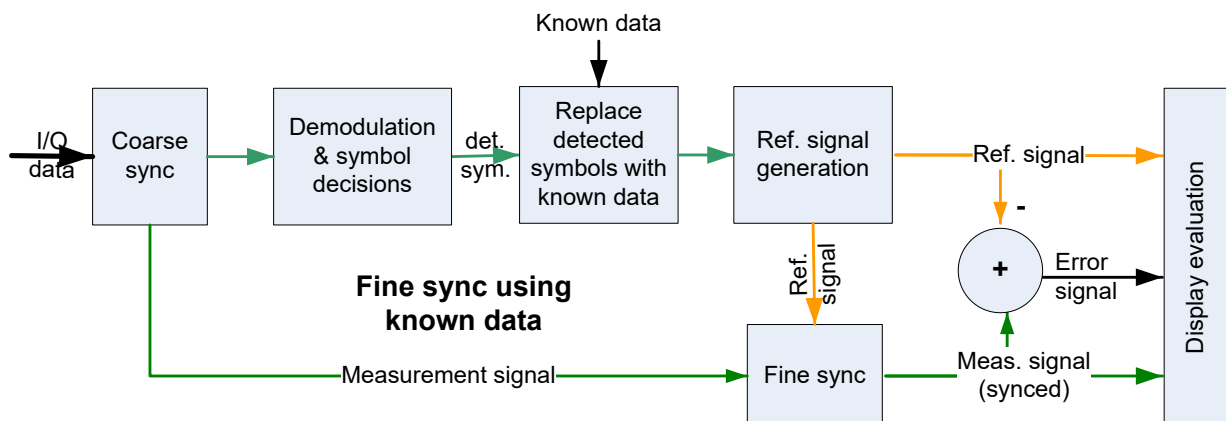 Known data
I/Q
data
Coarse
sync
Demodulation
& symbol
decisions
det.
sym.
Replace
detected
symbols with
known data
Ref. signal
generation
Ref. signal
-
+
Error
signal
Display evaluation
Ref.
signal
Fine sync using
known data
Measurement signal
Fine sync
Meas. signal
(synced)